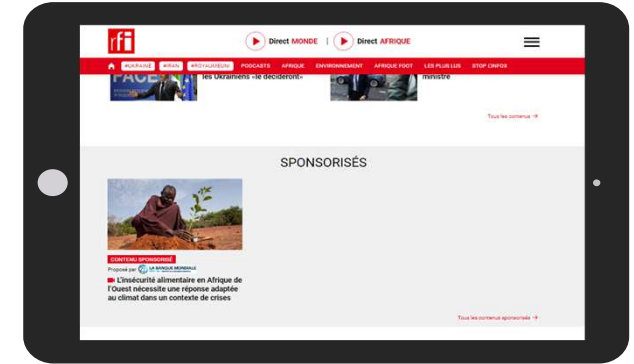 rfi
Direct MONDE | Direct AFRIQUE
#UKRAINE #IRAN #ROYAUMEUNI PODCASTS AFRIQUE ENVIRONNEMENT AFRIQUE FOOT LES PLUS LUS STOP L'INFOX
PACE
les Ukrainiens «le décideront»
ministre
Tous les contenus →
SPONSORISÉS
CONTENU SPONSORISÉ
Proposé par LA BANQUE MONDIALE
L'insécurité alimentaire en Afrique de
l'Ouest nécessite une réponse adaptée
au climat dans un contexte de crises
Tous les contenus sponsorisés →